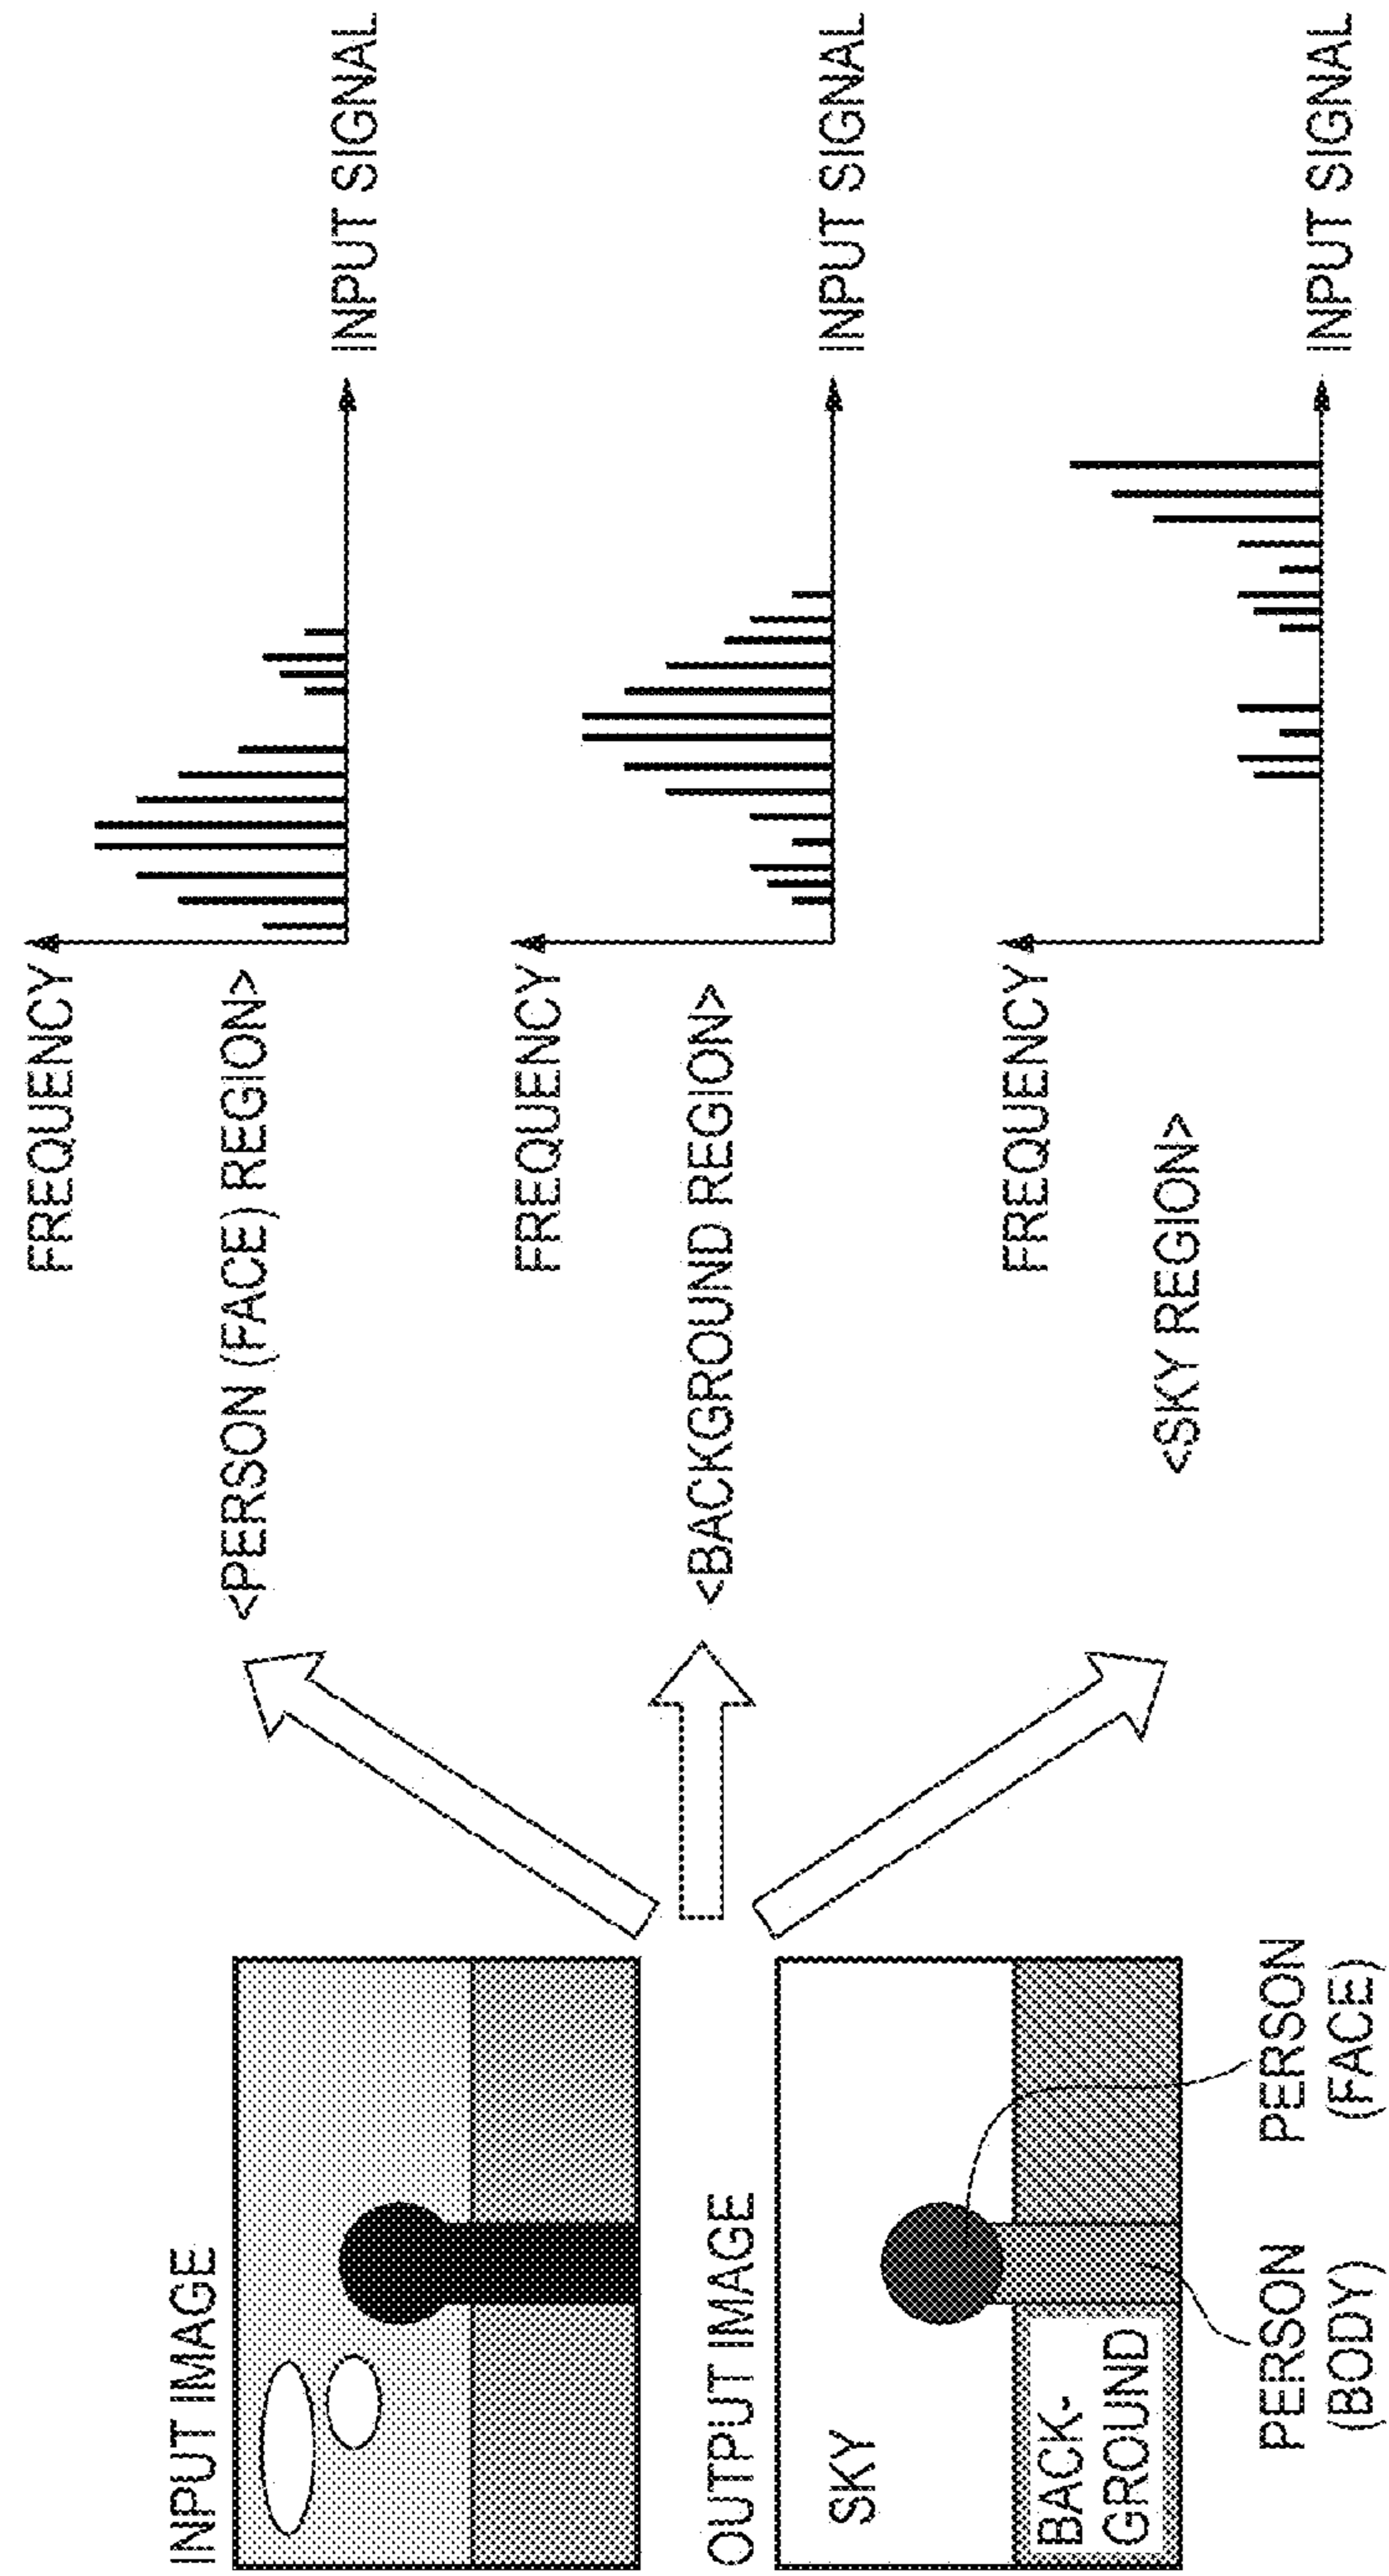 INPUT IMAGE
OUTPUT IMAGE
SKY
BACK-
GROUND
PERSON
(BODY)
PERSON
(FACE)
<PERSON (FACE) REGION>
FREQUENCY
INPUT SIGNAL
<BACKGROUND REGION>
FREQUENCY
INPUT SIGNAL
<SKY REGION>
FREQUENCY
INPUT SIGNAL